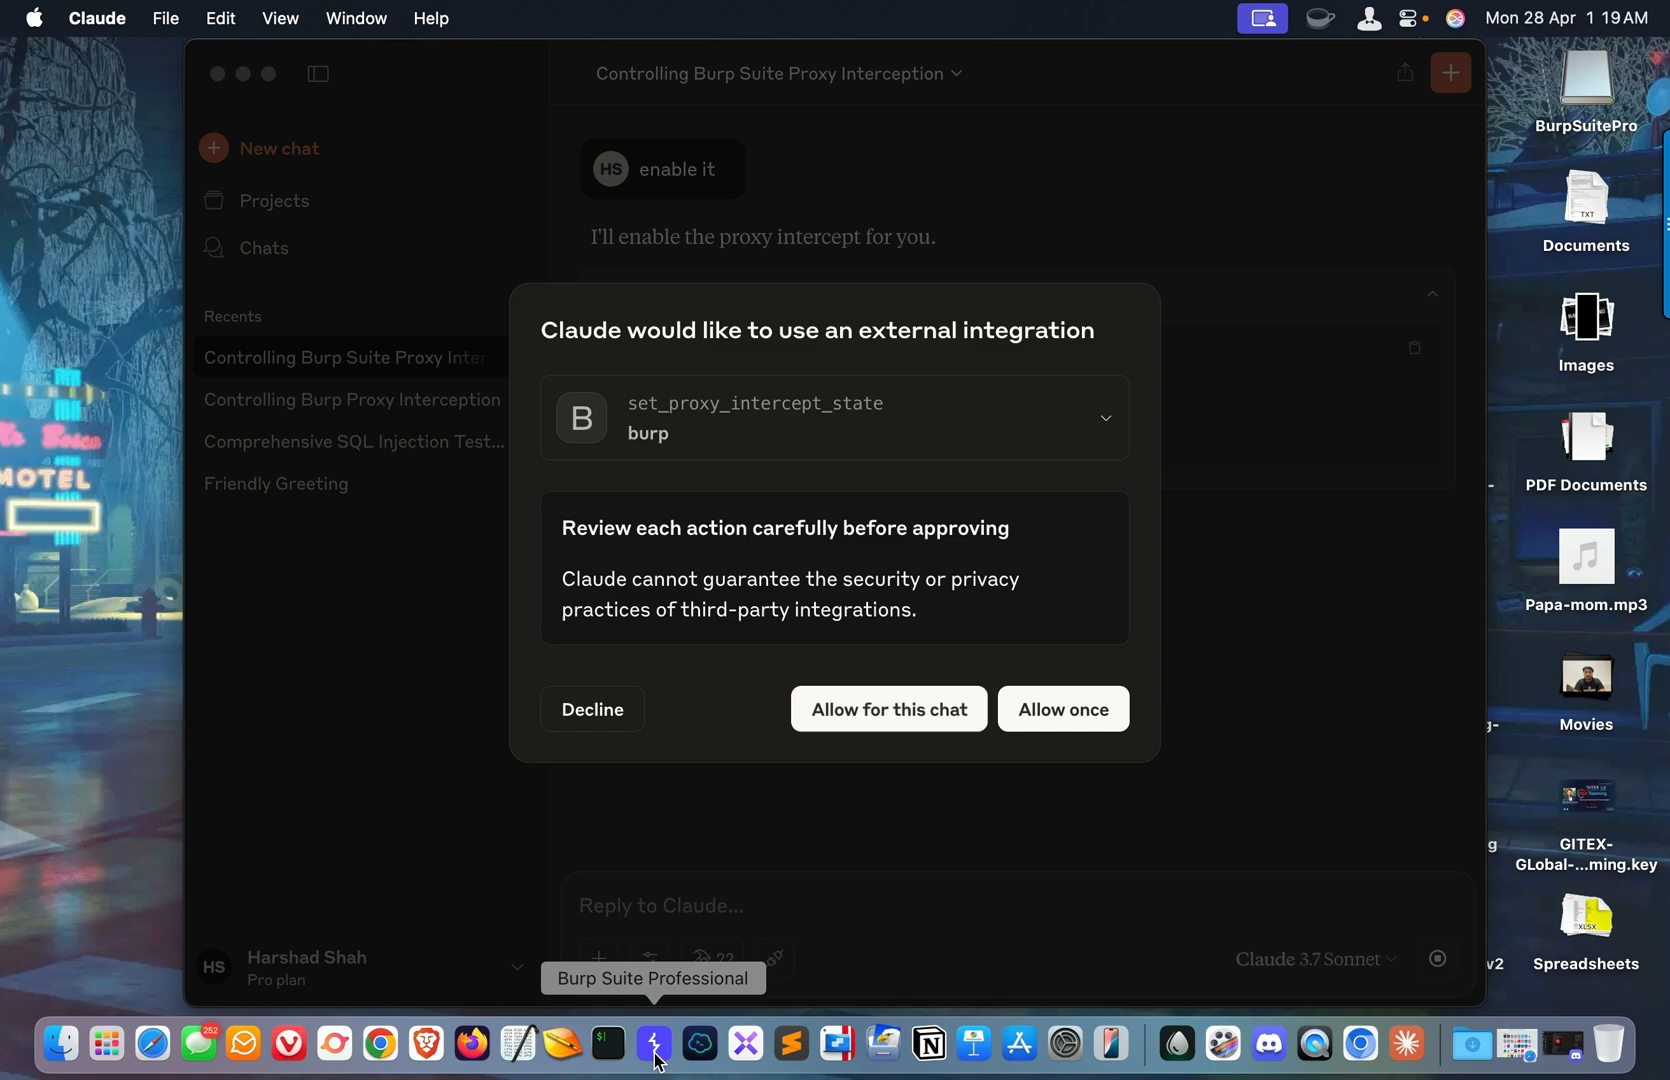 Claude File Edit View Window Help
Mon 28 Apr 1 19 AM
Controlling Burp Suite Proxy Interception
New chat
Projects
Chats
Recents
Controlling Burp Suite Proxy Inter
Controlling Burp Proxy Interception
Comprehensive SQL Injection Test...
Friendly Greeting
HS
Harshad Shah
Pro plan
HS enable it
I'll enable the proxy intercept for you.
Claude would like to use an external integration
B
set_proxy_intercept_state
burp
Review each action carefully before approving
Claude cannot guarantee the security or privacy
practices of third-party integrations.
Decline
Allow for this chat
Allow once
Reply to Claude...
22
Claude 3.7 Sonnet
Burp Suite Professional
BurpSuitePro
TXT
Documents
Images
PDF Documents
Papa-mom.mp3
Movies
GITEX-
GLobal-...ming.key
XLSX
Spreadsheets
v2
g-
g
MOTEL
252